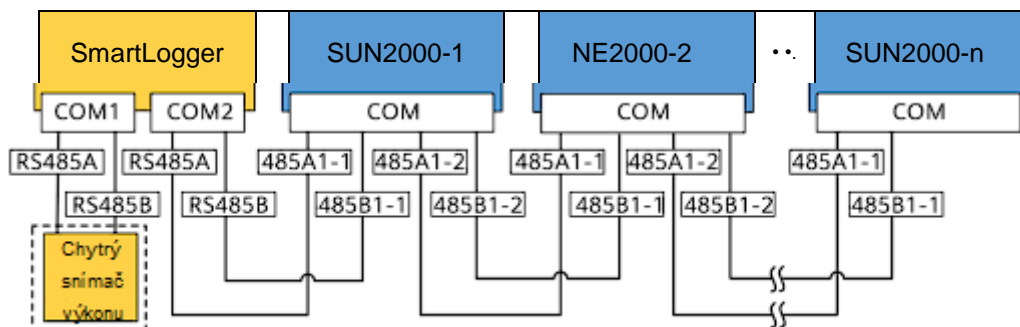 SmartLogger
SUN2000-1
NE2000-2
..
SUN2000-n
COM1
COM2
COM
COM
COM
RS485A
RS485A
485A1-1
485A1-2
485A1-1
485A1-2
485A1-1
RS485B
RS485B
485B1-1
485B1-2
485B1-1
485B1-2
485B1-1
Chytrý
snímač
výkonu